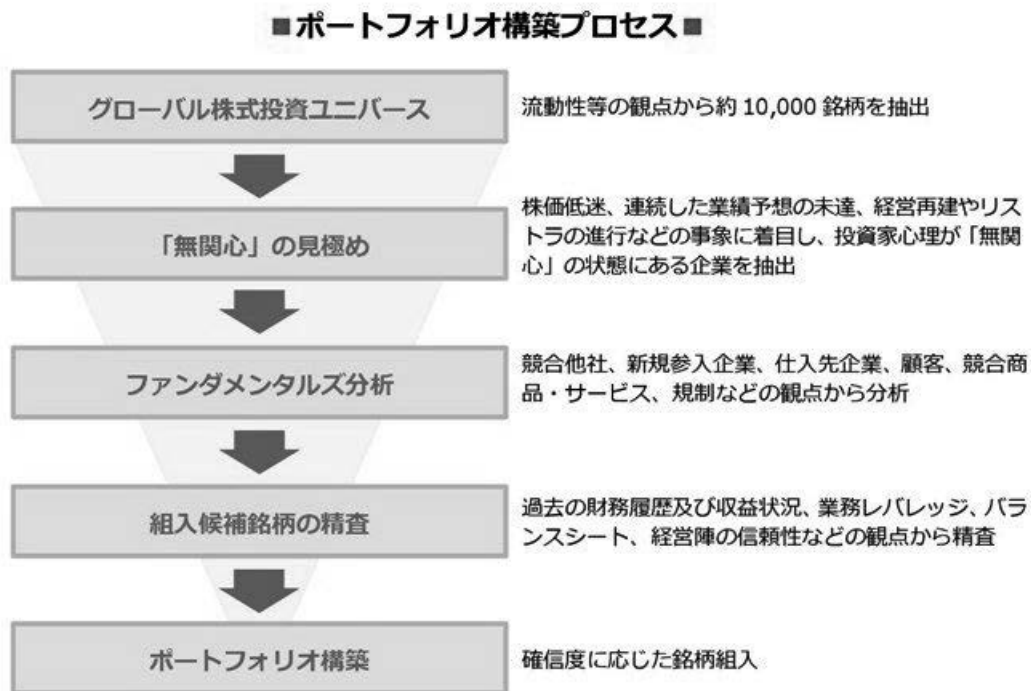 ■ポートフォリオ構築プロセス■
グローバル株式投資ユニバース
流動性等の観点から約 10,000 銘柄を抽出
「無関心」の見極め
株価低迷、連続した業績予想の未達、経営再建やリス
トラの進行などの事象に着目し、投資家心理が「無関
心」の状態にある企業を抽出
ファンダメンタルズ分析
競合他社、新規参入企業、仕入先企業、顧客、競合商
品・サービス、規制などの観点から分析
組入候補銘柄の精査
過去の財務履歴及び収益状況、業務レバレッジ、バラ
ンスシート、経営陣の信頼性などの観点から精査
ポートフォリオ構築
確信度に応じた銘柄組入